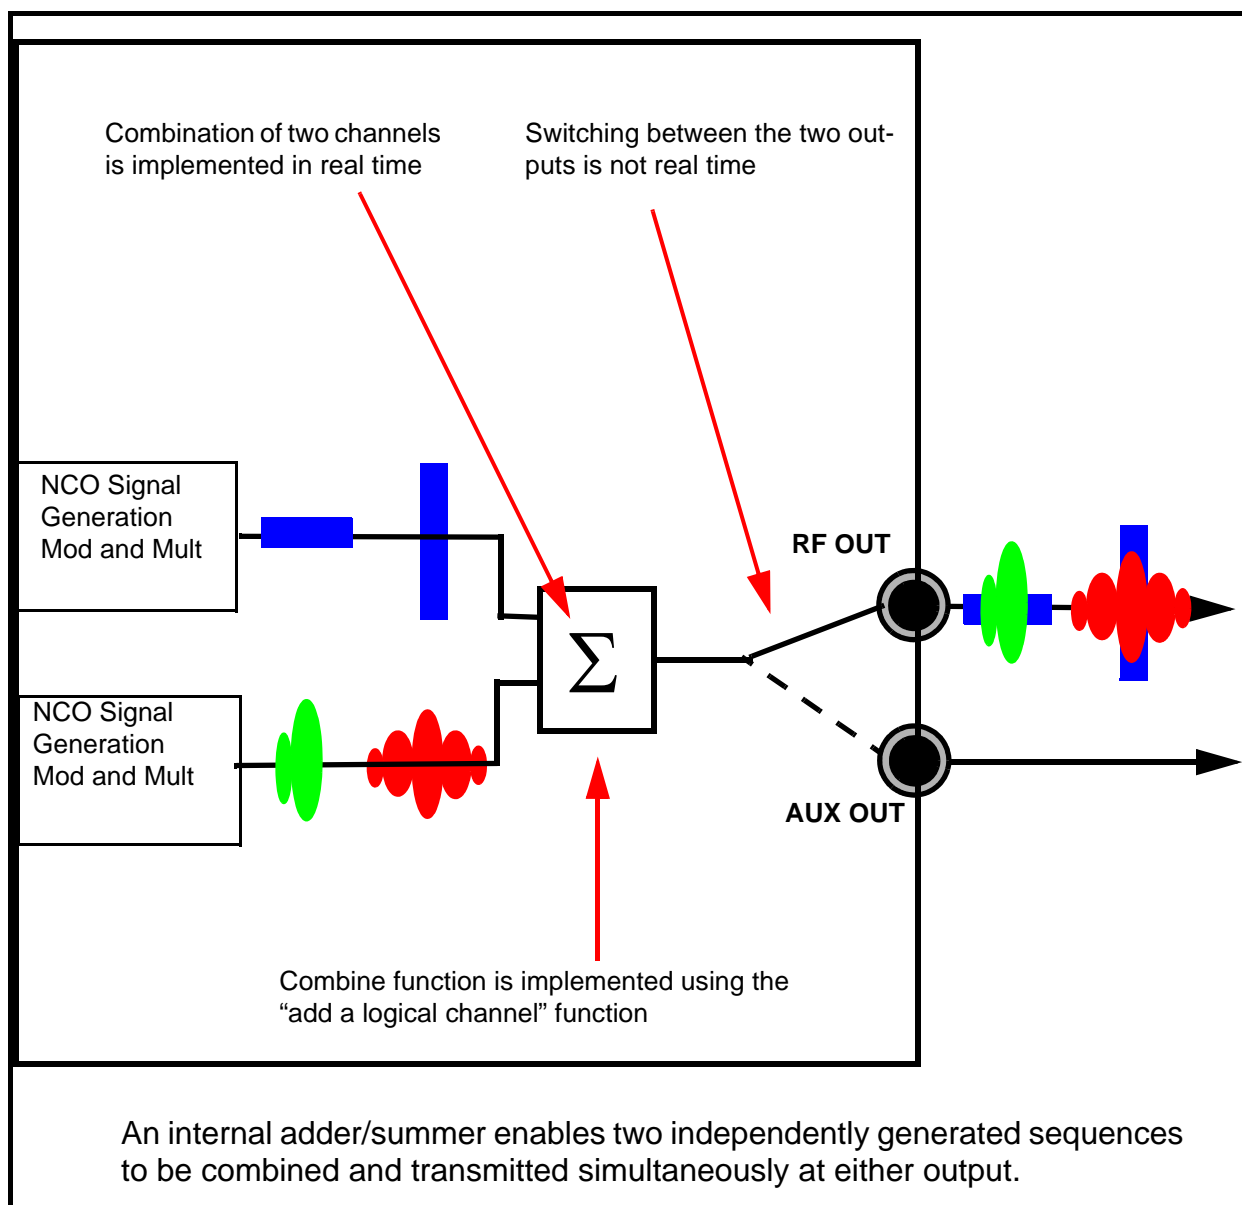 Combination of two channels
is implemented in real time
Switching between the two out-
puts is not real time
NCO Signal
Generation
Mod and Mult
RF OUT
Σ
NCO Signal
Generation
Mod and Mult
AUX OUT
Combine function is implemented using the
“add a logical channel” function
An internal adder/summer enables two independently generated sequences
to be combined and transmitted simultaneously at either output.